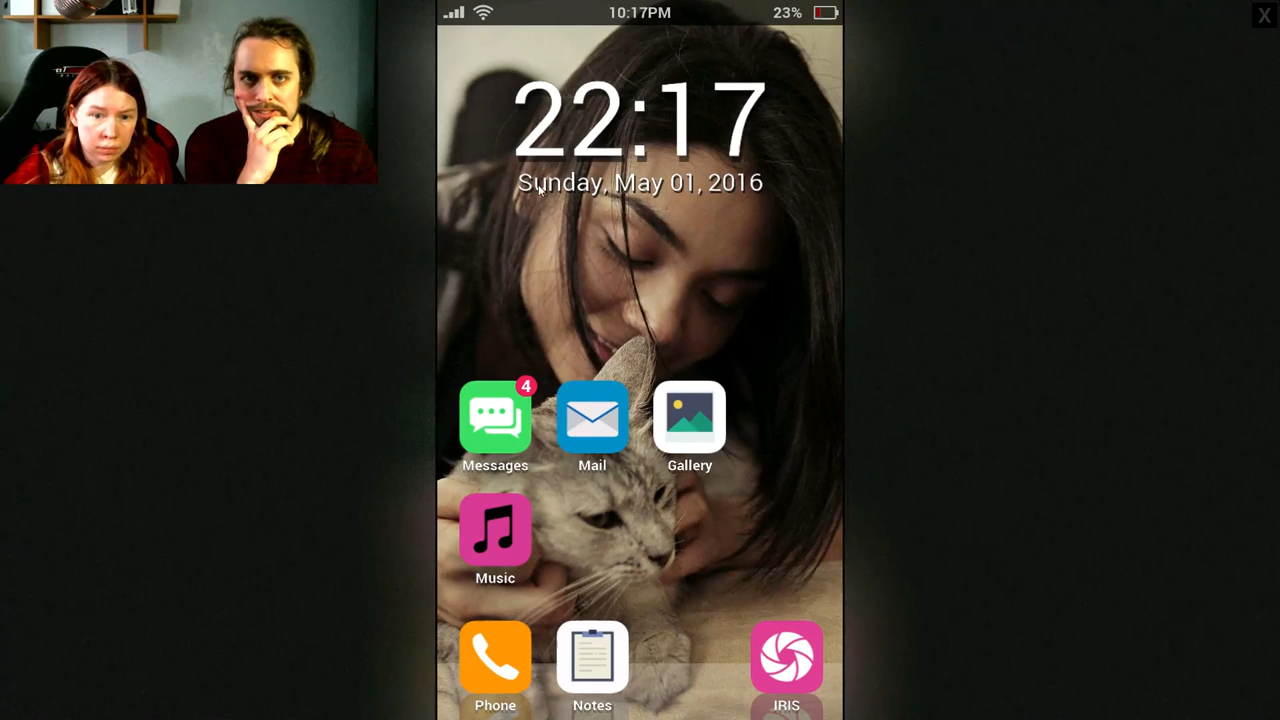 10:17PM
23%
X
22:17
Sunday, May 01, 2016
4
Messages
Mail
Gallery
Music
Phone
Notes
IRIS